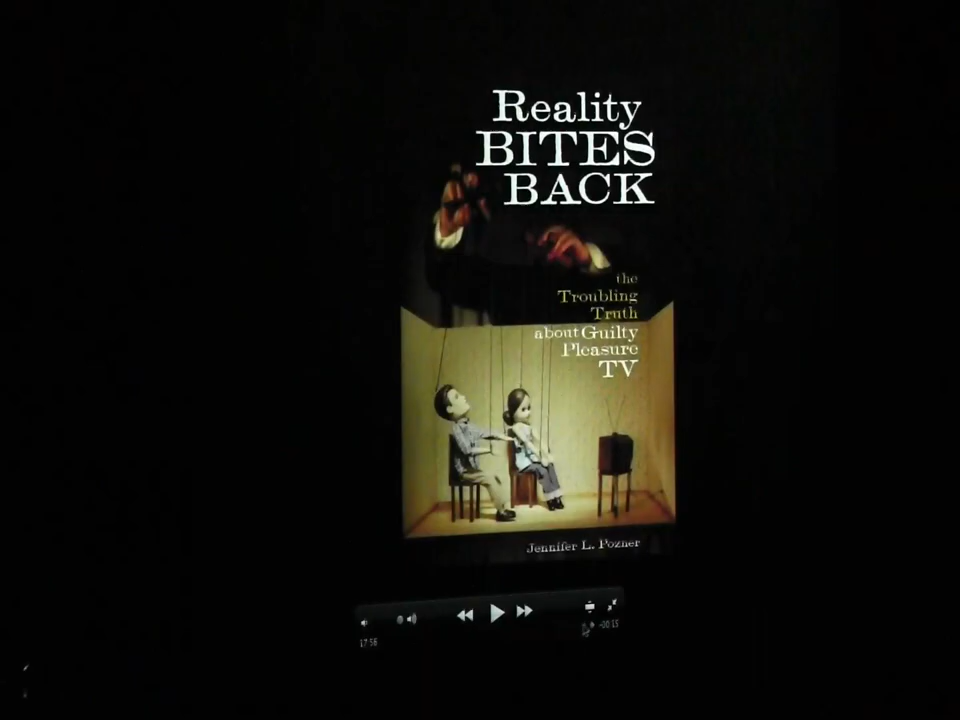 Reality
BITES
BACK
the
Troubling
Truth
about Guilty
Pleasure
TV
Jennifer L. Pozner
17:56
-00:15